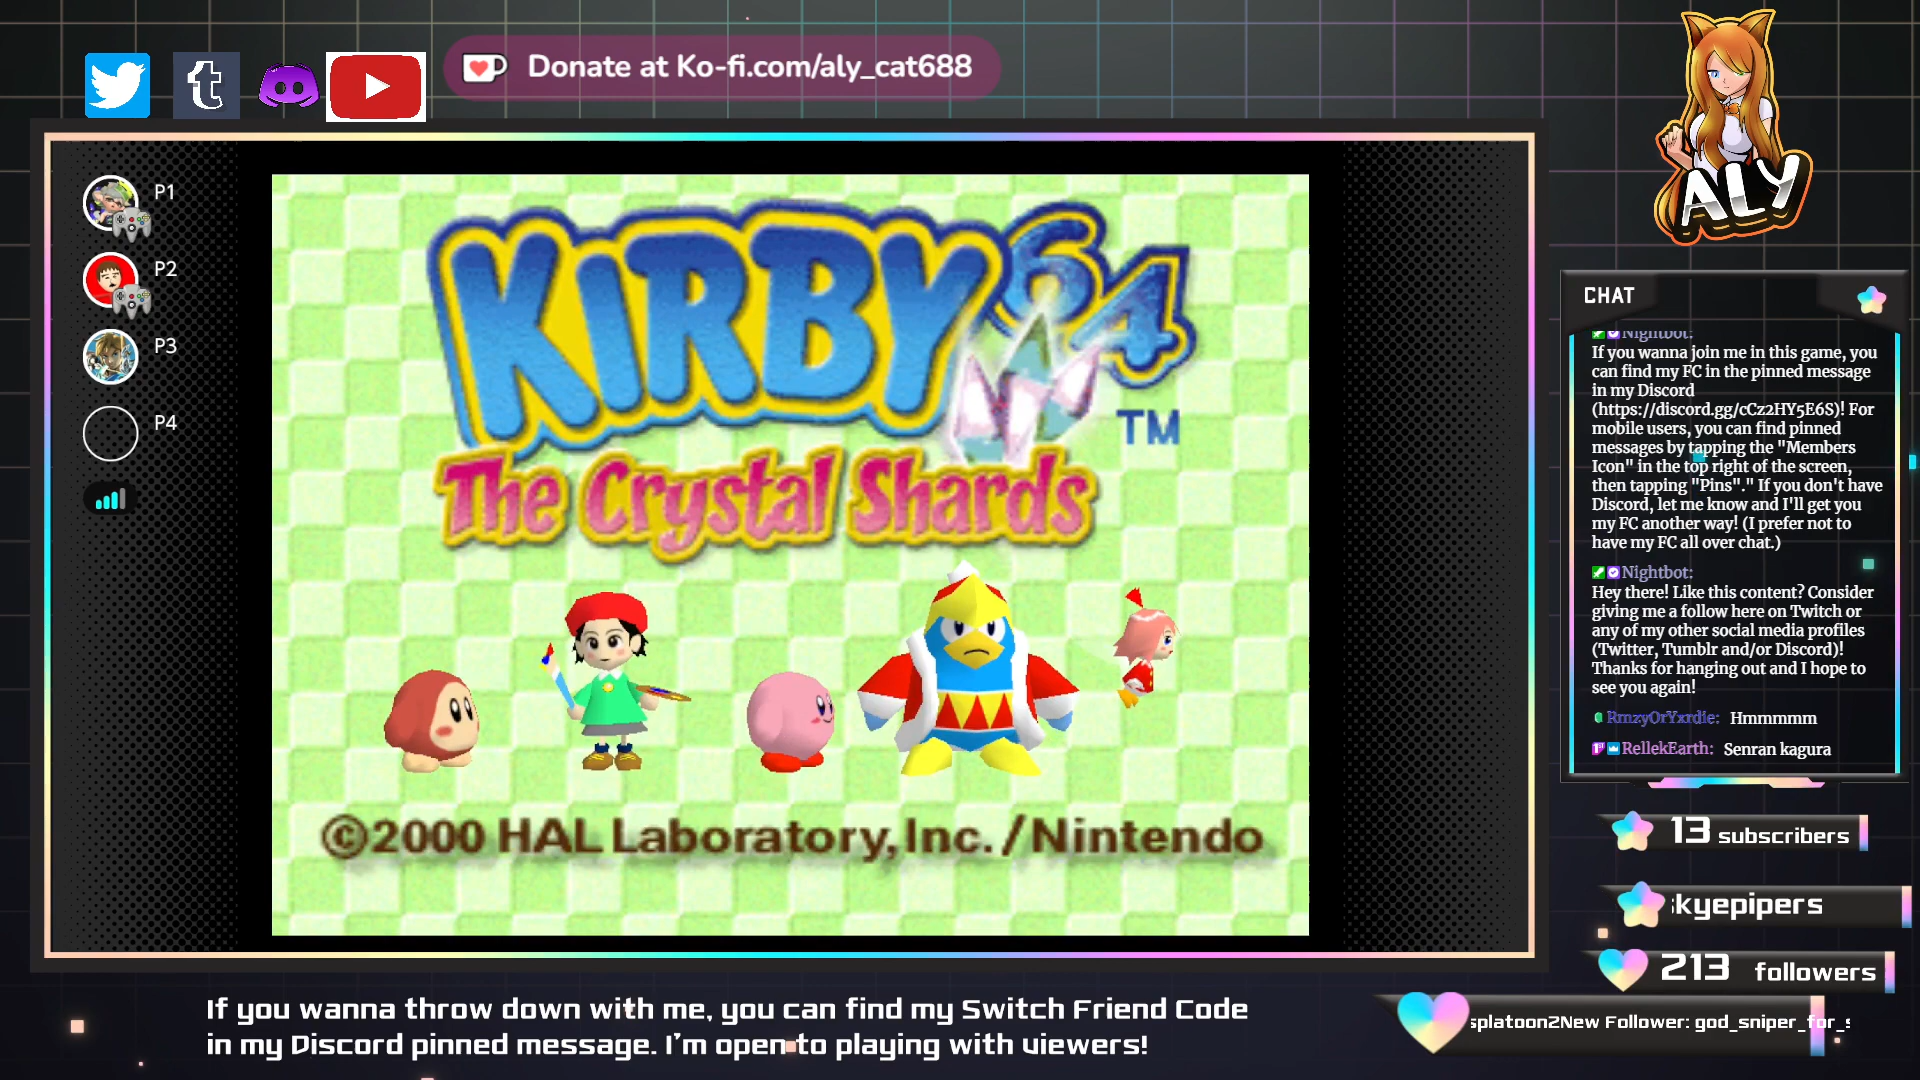 Donate at Ko-fi.com/aly_cat688
ALY
P1
P2
P3
P4
KIRBY 64
TM
The Crystal Shards
©2000 HAL Laboratory, Inc. /Nintendo
CHAT
Nightbot:
If you wanna join me in this game, you
can find my FC in the pinned message
in my Discord
(https://discord.gg/cCz2HY5E6S)! For
mobile users, you can find pinned
messages by tapping the "Members
Icon" in the top right of the screen,
then tapping "Pins"." If you don't have
Discord, let me know and I'll get you
my FC another way! (I prefer not to
have my FC all over chat.)
Nightbot:
Hey there! Like this content? Consider
giving me a follow here on Twitch or
any of my other social media profiles
(Twitter, Tumblr and/or Discord)!
Thanks for hanging out and I hope to
see you again!
RmzyOrYxrdie: Hmmmmm
RellekEarth: Senran kagura
13 subscribers
kyepipers
213 followers
splatoon2New Follower: god_sniper_for_s
If you wanna throw down with me, you can find my Switch Friend Code
in my Discord pinned message. I'm open to playing with viewers!